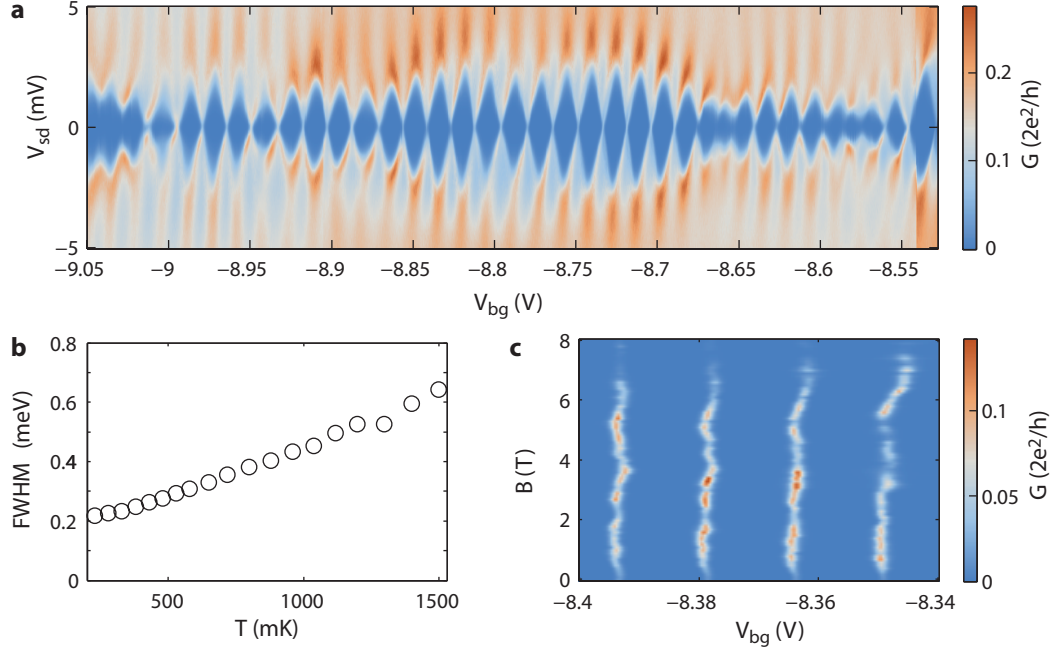 a
V_sd (mV)
5
0
−5
−9.05 −9 −8.95 −8.9 −8.85 −8.8 −8.75 −8.7 −8.65 −8.6 −8.55
V_bg (V)
0.2
0.1
0
G (2e²/h)
b
FWHM (meV)
0.8
0.6
0.4
0.2
0
500 1000 1500
T (mK)
c
B (T)
8
6
4
2
0
−8.4 −8.38 −8.36 −8.34
V_bg (V)
0.1
0.05
0
G (2e²/h)